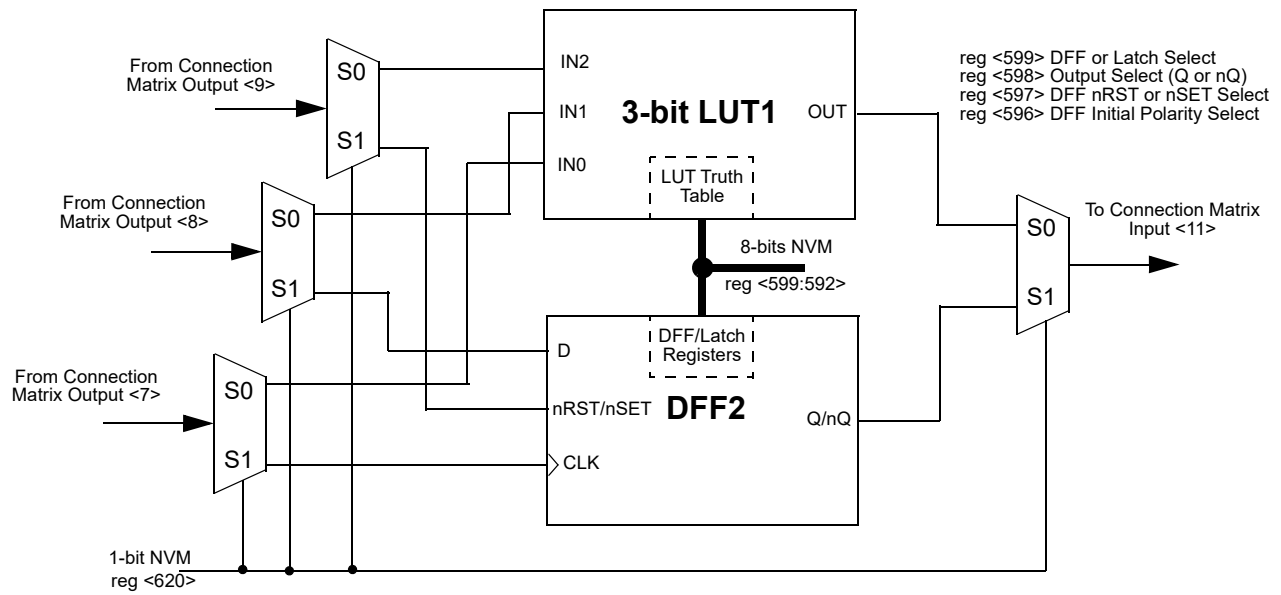 From Connection
Matrix Output <9>
S0
S1
From Connection
Matrix Output <8>
S0
S1
From Connection
Matrix Output <7>
S0
S1
1-bit NVM
reg <620>
IN2
IN1
IN0
3-bit LUT1
OUT
LUT Truth
Table
8-bits NVM
reg <599:592>
DFF/Latch
Registers
D
nRST/nSET
CLK
DFF2
Q/nQ
reg <599> DFF or Latch Select
reg <598> Output Select (Q or nQ)
reg <597> DFF nRST or nSET Select
reg <596> DFF Initial Polarity Select
S0
S1
To Connection Matrix
Input <11>